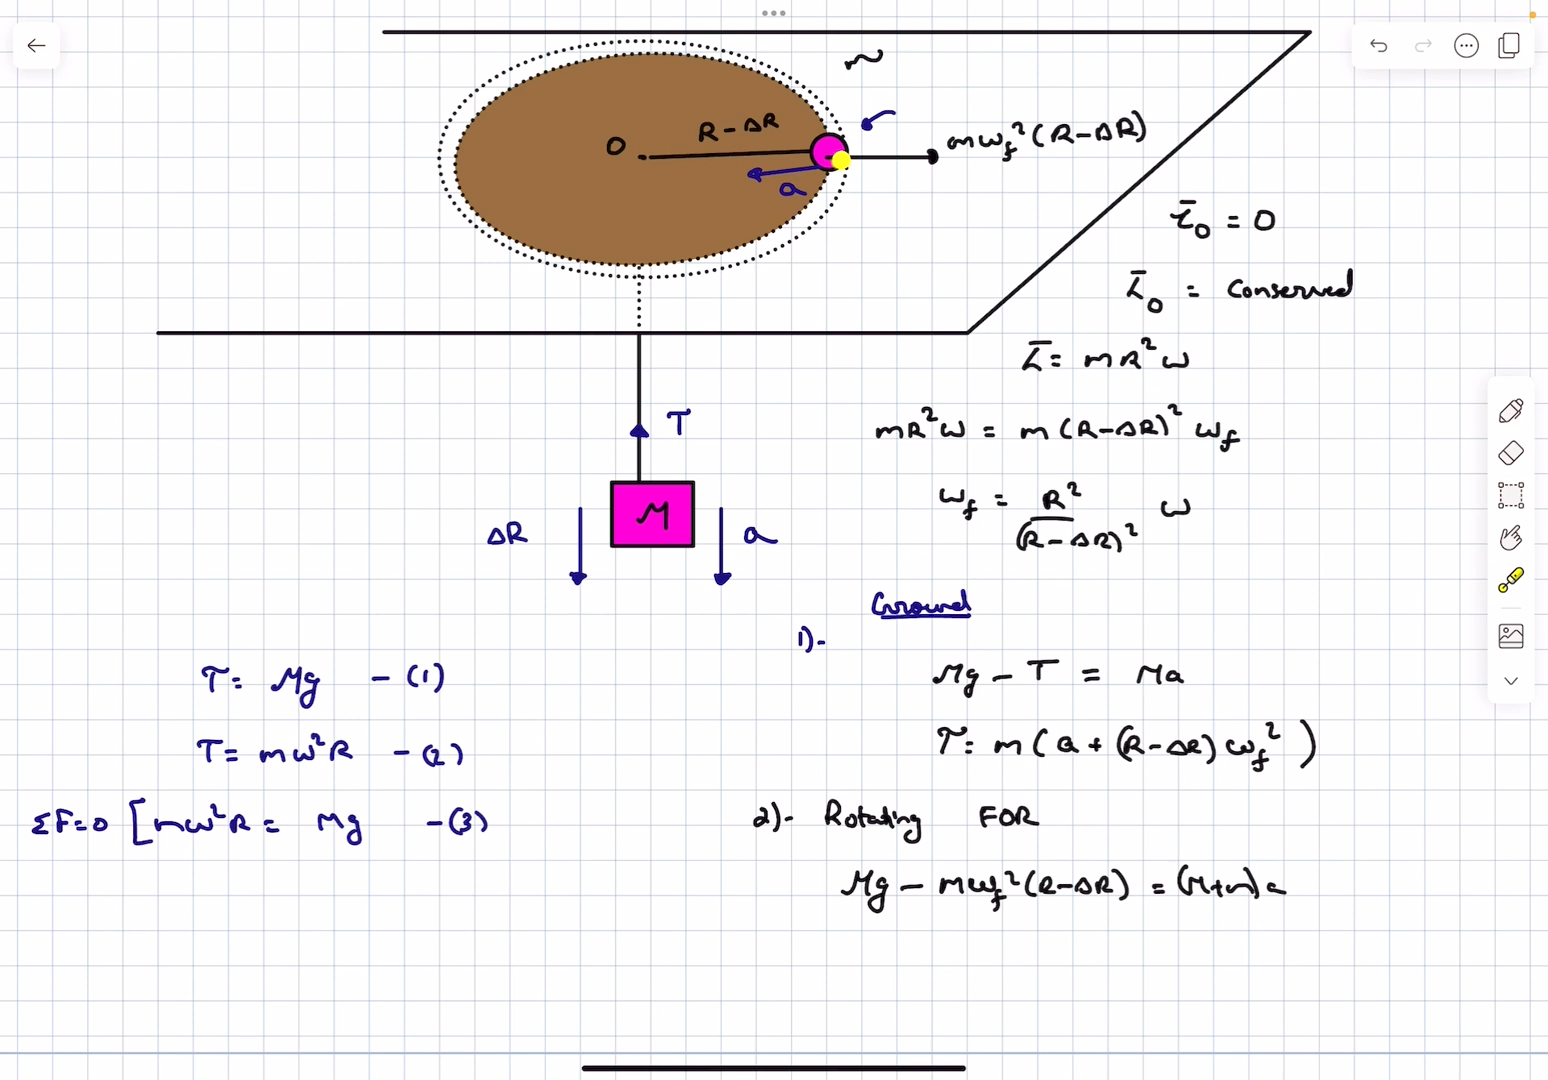 O
R-ΔR
m
a
mω_f²(R-ΔR)
τ̄_O = 0
L̄_O = Conserved
L̄ = mR²ω
mR²ω = m(R-ΔR)² ω_f
ω_f = R²/(R-ΔR)² ω
T
M
ΔR
a
Ground
1)-
Mg - T = Ma
T = m(a + (R-ΔR)ω_f²)
2)- Rotating FOR
Mg - mω_f²(R-ΔR) = (M+m)a
T = Mg -(1)
T = mω²R -(2)
ΣF=0 [mω²R = Mg -(3)